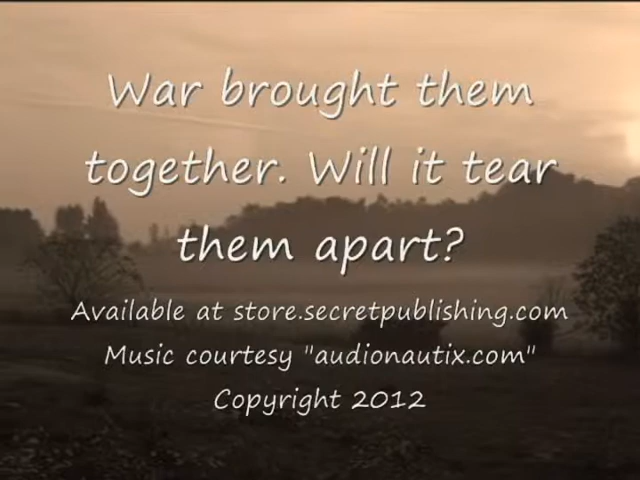 War brought them
together. Will it tear
them apart?
Available at store.secretpublishing.com
Music courtesy "audionautix.com"
Copyright 2012